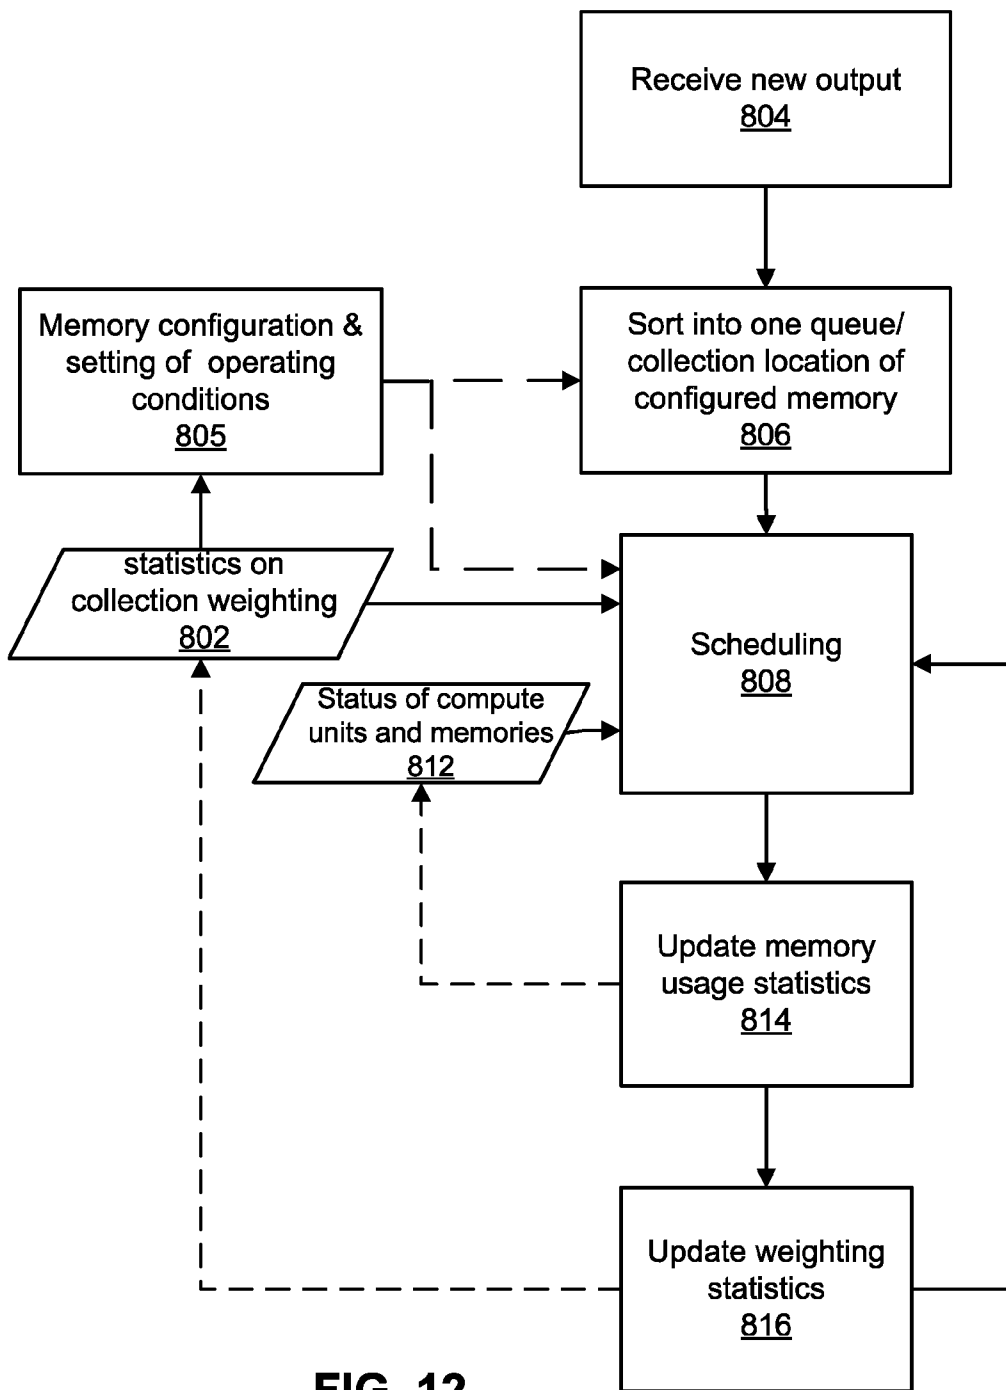 Receive new output
804
Memory configuration &
setting of operating
conditions
805
Sort into one queue/
collection location of
configured memory
806
statistics on
collection weighting
802
Scheduling
808
Status of compute
units and memories
812
Update memory
usage statistics
814
Update weighting
statistics
816
FIG. 12